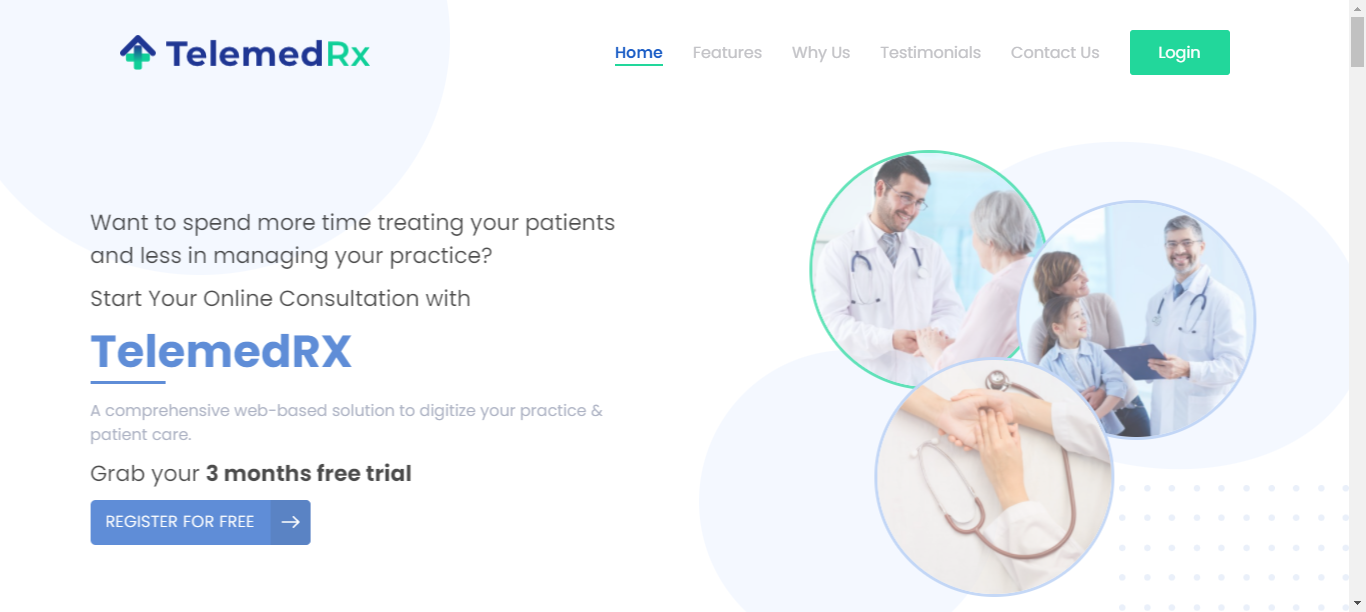 TelemedRx
Home
Features
Why Us
Testimonials
Contact Us
Login
Want to spend more time treating your patients
and less in managing your practice?
Start Your Online Consultation with
TelemedRX
A comprehensive web-based solution to digitize your practice &
patient care.
Grab your 3 months free trial
REGISTER FOR FREE